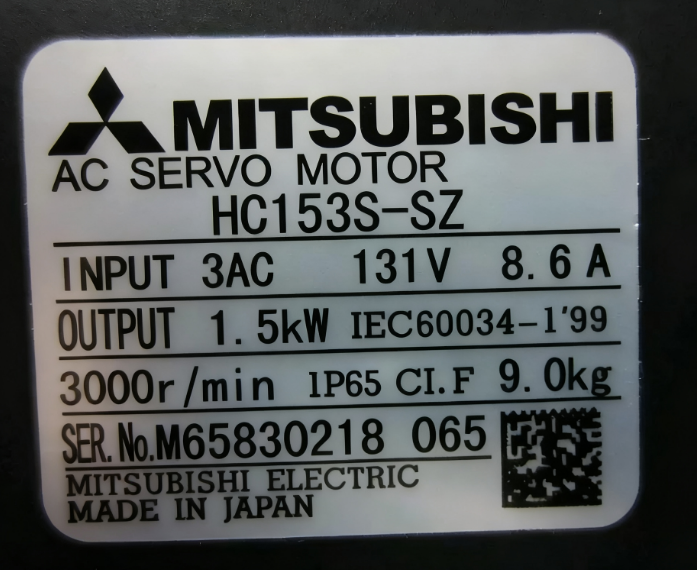 MITSUBISHI
AC SERVO MOTOR
HC153S-SZ
INPUT 3AC 131V 8.6A
OUTPUT 1.5kW IEC60034-1'99
3000r/min IP65 CI.F 9.0kg
SER.No.M65830218 065
MITSUBISHI ELECTRIC
MADE IN JAPAN